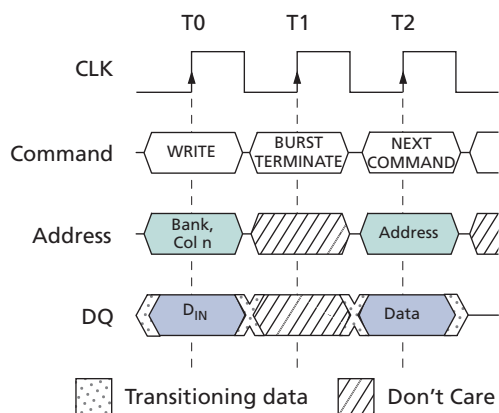 T0 T1 T2
CLK
Command WRITE BURST TERMINATE NEXT COMMAND
Address Bank, Col n Address
DQ DIN Data
Transitioning data Don't Care